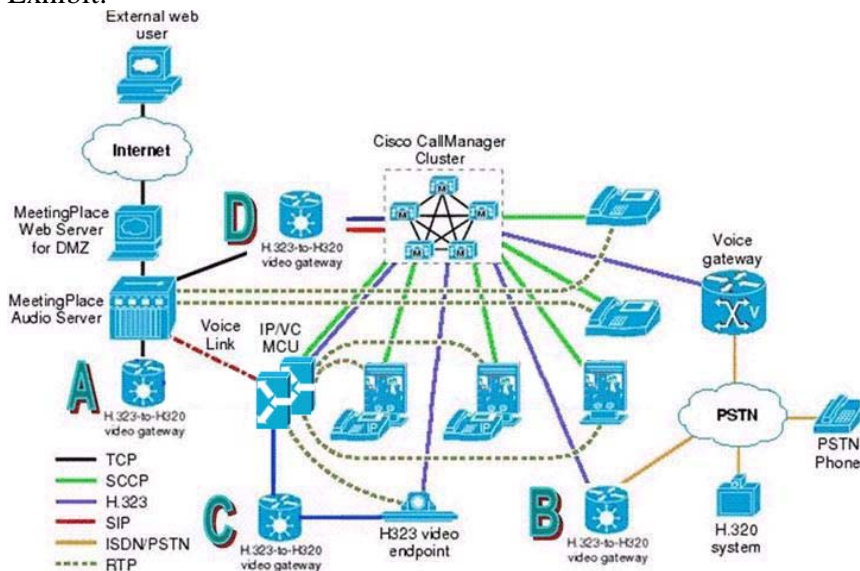 Exhibit:
External web
user
Internet
Cisco CallManager
Cluster
MeetingPlace
Web Server
for DMZ
D
H.323-to-H320
video gateway
M
M
M
M
M
Voice
gateway
V
MeetingPlace
Audio Server
Voice
Link
IP/VC
MCU
A
H.323-to-H320
video gateway
IP
IP
PSTN
PSTN
Phone
TCP
SCCP
H.323
SIP
ISDN/PSTN
RTP
C
H.323-to-H320
video gateway
H323 video
endpoint
B
H.323-to-H320
video gateway
H.320
system